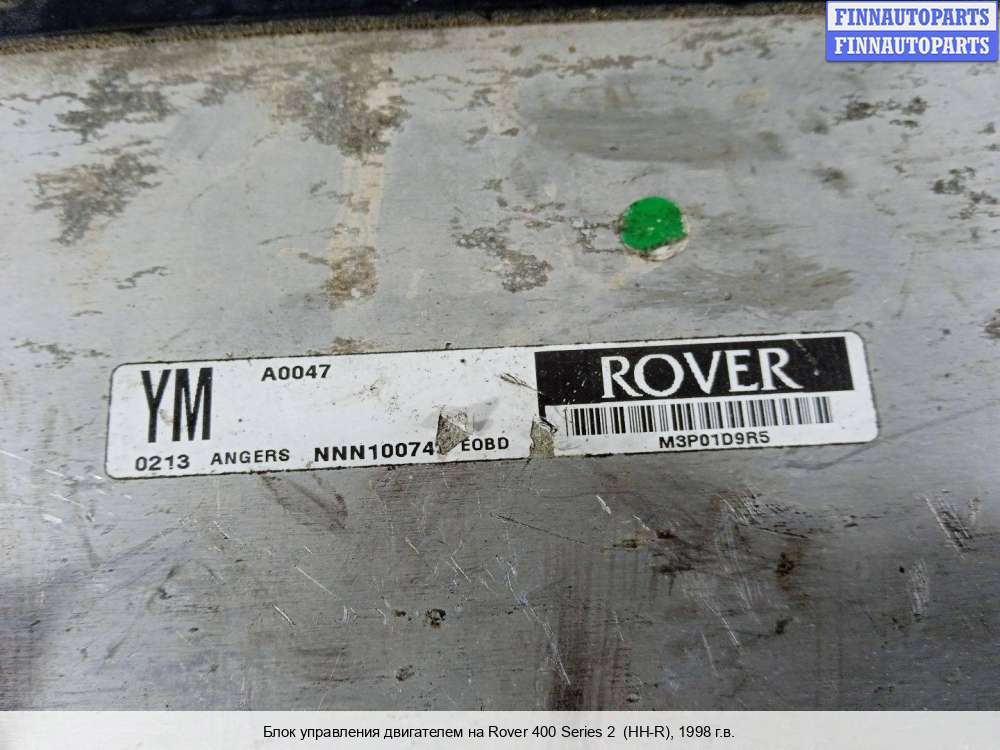 FINNAUTOPARTS
FINNAUTOPARTS
YM
A0047
ROVER
M3P01D9R5
0213 ANGERS EOBD
Блок управления двигателем на Rover 400 Series 2 (HH-R), 1998 г.в.